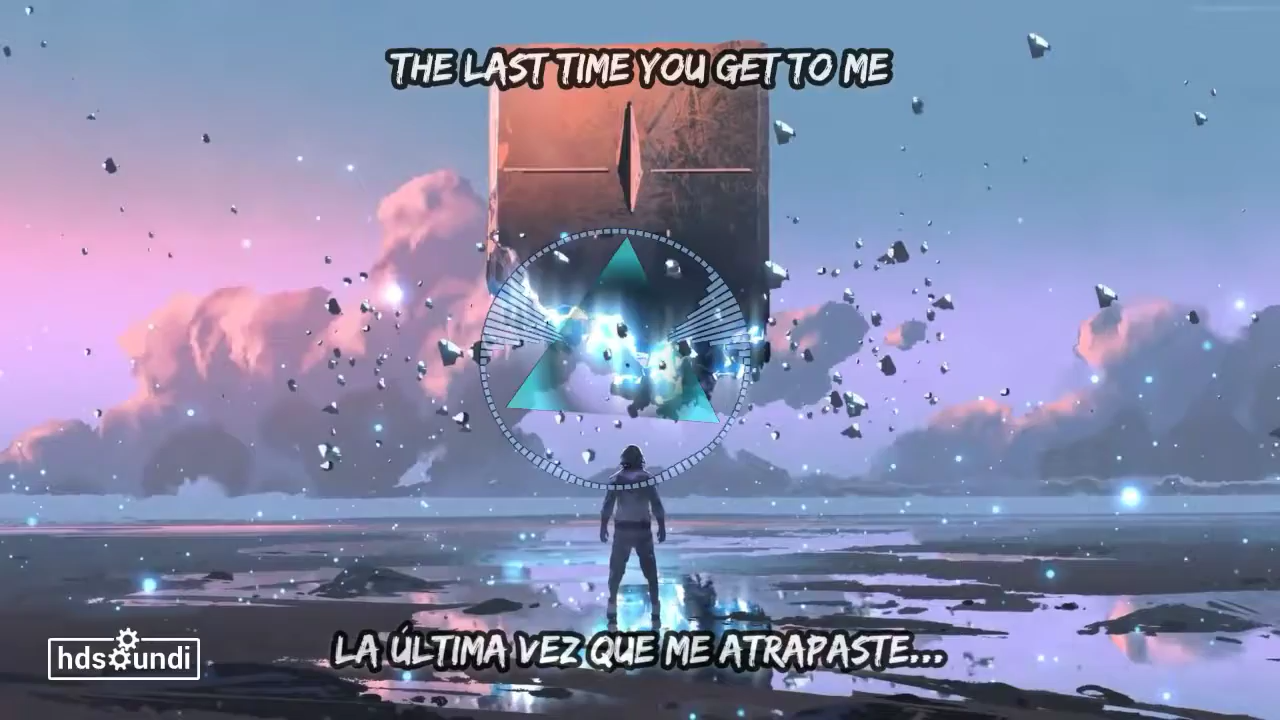 THE LAST TIME YOU GET TO ME
LA ÚLTIMA VEZ QUE ME ATRAPASTE...
hdsoundi